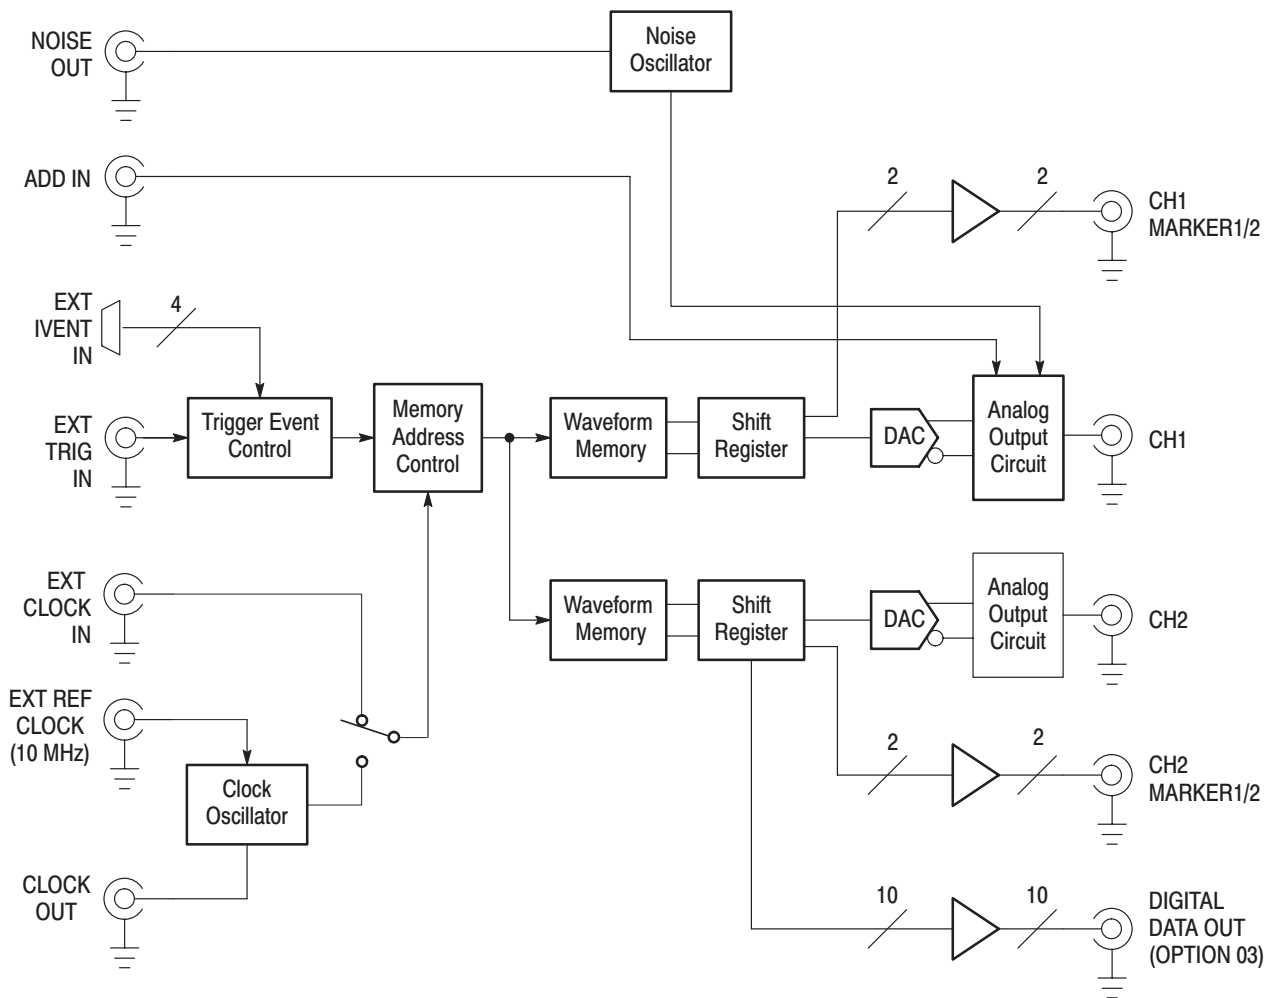 NOISE
OUT
Noise
Oscillator
ADD IN
2
2
CH1
MARKER1/2
EXT
IVENT
IN
4
EXT
TRIG
IN
Trigger Event
Control
Memory
Address
Control
Waveform
Memory
Shift
Register
DAC
Analog
Output
Circuit
CH1
EXT
CLOCK
IN
Waveform
Memory
Shift
Register
DAC
Analog
Output
Circuit
CH2
EXT REF
CLOCK
(10 MHz)
Clock
Oscillator
2
2
CH2
MARKER1/2
CLOCK
OUT
10
10
DIGITAL
DATA OUT
(OPTION 03)